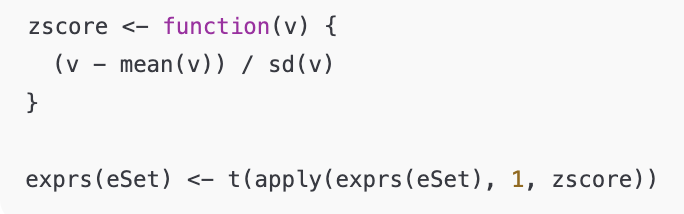 zscore <- function(v) {
  (v - mean(v)) / sd(v)
}
exprs(eSet) <- t(apply(exprs(eSet), 1, zscore))